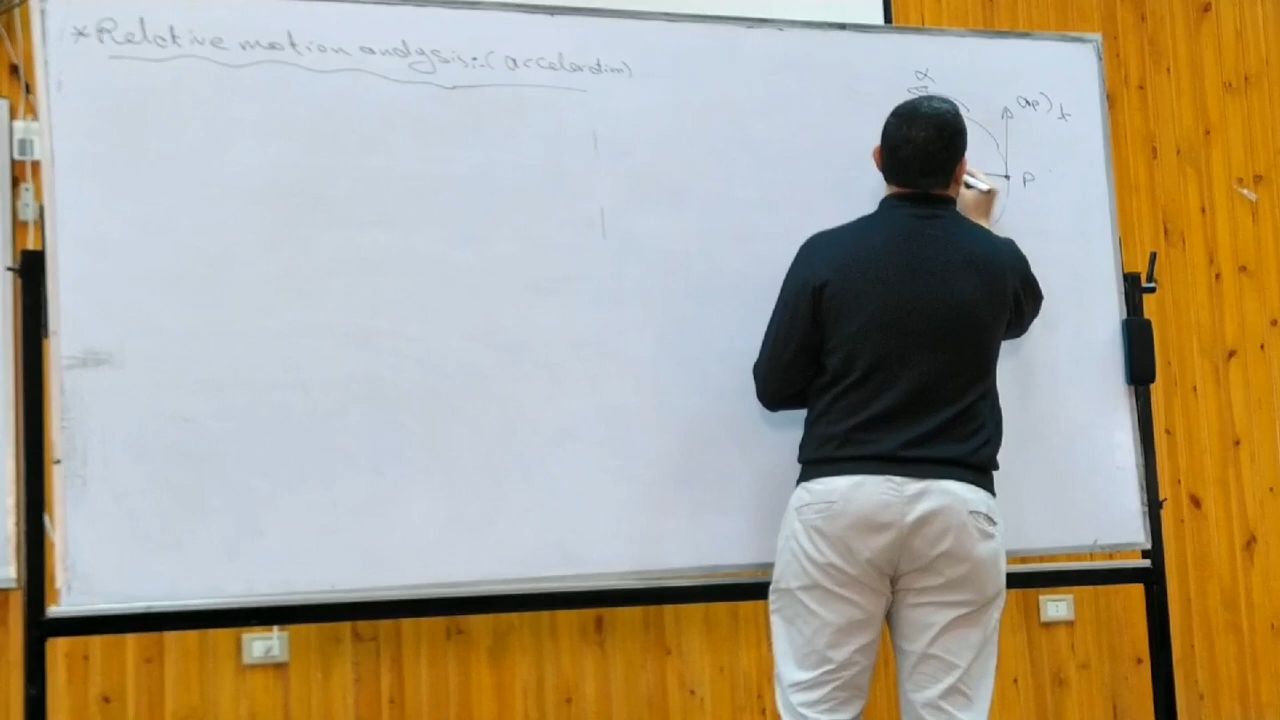 *Relative motion analysis:-(acceleration)
α
(ap)t
P